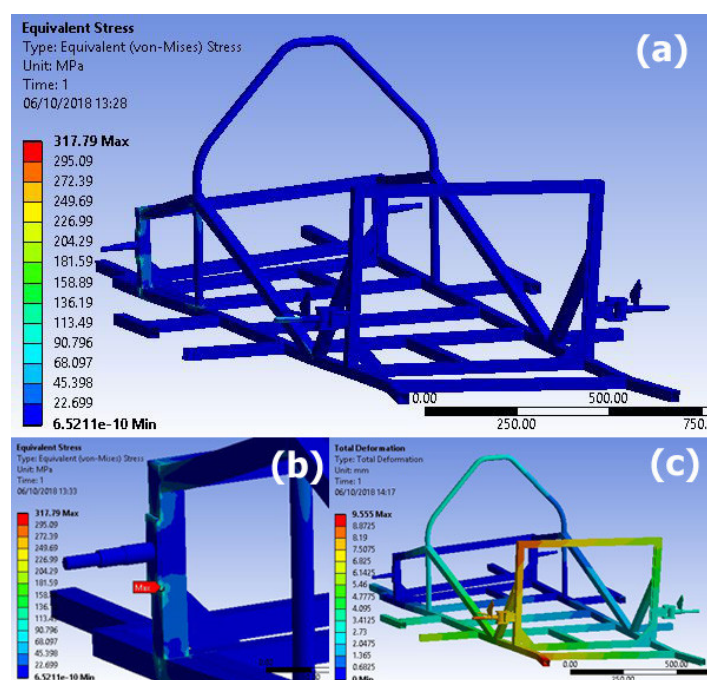 Equivalent Stress
Type: Equivalent (von-Mises) Stress
Unit: MPa
Time: 1
06/10/2018 13:28
(a)
317.79 Max
295.09
272.39
249.69
226.99
204.29
181.59
158.89
136.19
113.49
90.796
68.097
45.398
22.699
6.5211e-10 Min
0.00
500.00
250.00
750
Equivalent Stress
Type: Equivalent (von-Mises) Stress
Unit: MPa
Time: 1
06/10/2018 13:33
(b)
317.79 Max
295.09
272.39
249.69
226.99
204.29
181.59
158.
136.
113.49
90.796
68.097
45.398
22.699
6.5211e-10 Min
Max
0.00
Total Deformation
Type: Total Deformation
Unit: mm
Time: 1
06/10/2018 14:17
(c)
9.555 Max
8.8725
8.19
7.5075
6.825
6.1425
5.46
4.7775
4.095
3.4125
2.73
2.0475
1.365
0.6825
0 Min
0.00
500.00
250.00